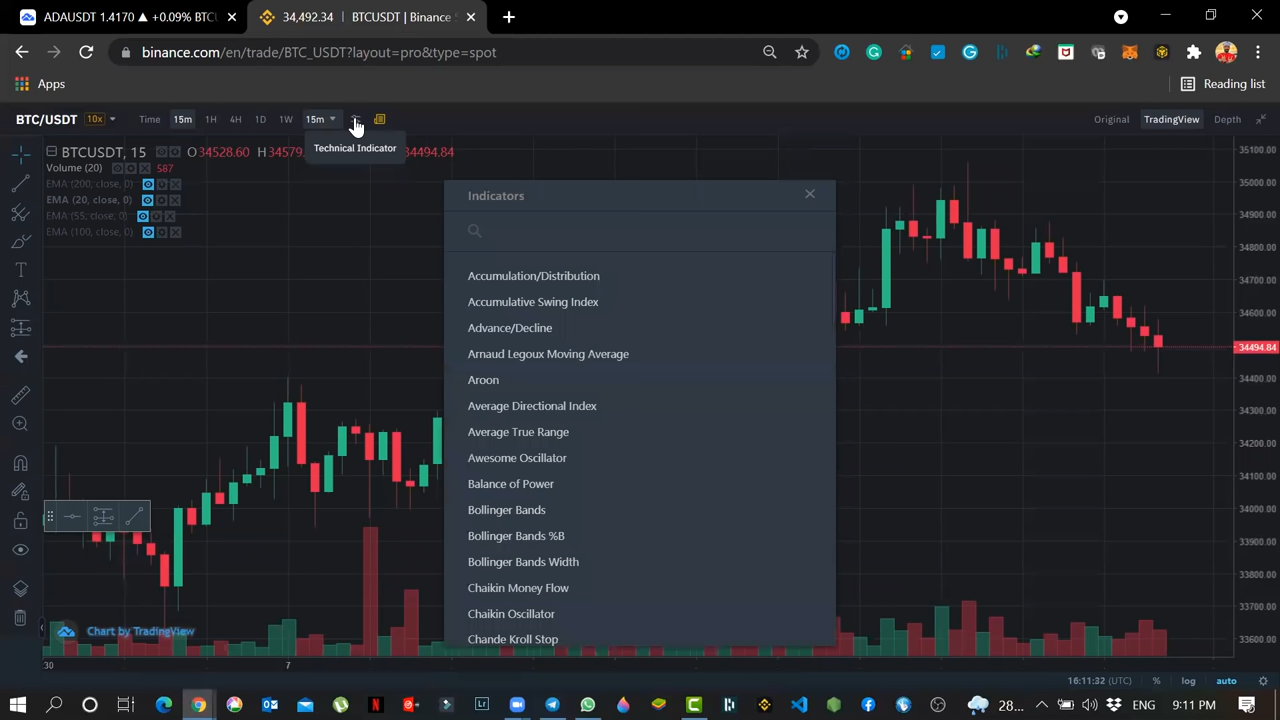 ADAUSDT 1.4170 ▲ +0.09% BTCU
34,492.34 | BTCUSDT | Binance S
binance.com/en/trade/BTC_USDT?layout=pro&type=spot
Apps
Reading list
BTC/USDT 10x Time 15m 1H 4H 1D 1W 15m Original TradingView Depth
Technical Indicator
BTCUSDT, 15 O 34528.60 H 34579. 34494.84
Volume (20) 587
EMA (200, close, 0)
EMA (20, close, 0)
EMA (55, close, 0)
EMA (100, close, 0)
Indicators
Accumulation/Distribution
Accumulative Swing Index
Advance/Decline
Arnaud Legoux Moving Average
Aroon
Average Directional Index
Average True Range
Awesome Oscillator
Balance of Power
Bollinger Bands
Bollinger Bands %B
Bollinger Bands Width
Chaikin Money Flow
Chaikin Oscillator
Chande Kroll Stop
35100.00
35000.00
34900.00
34800.00
34700.00
34600.00
34494.84
34400.00
34300.00
34200.00
34100.00
34000.00
33900.00
33800.00
33700.00
33600.00
Chart by TradingView
30 7
16:11:32 (UTC) % log auto
28... ENG 9:11 PM